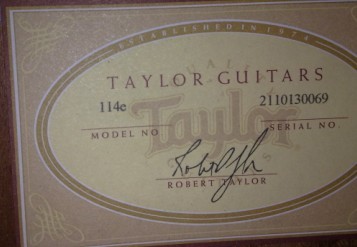 ESTABLISHED IN 1974
TAYLOR GUITARS
114e 2110130069
Taylor
MODEL NO SERIAL NO.
ROBERT TAYLOR